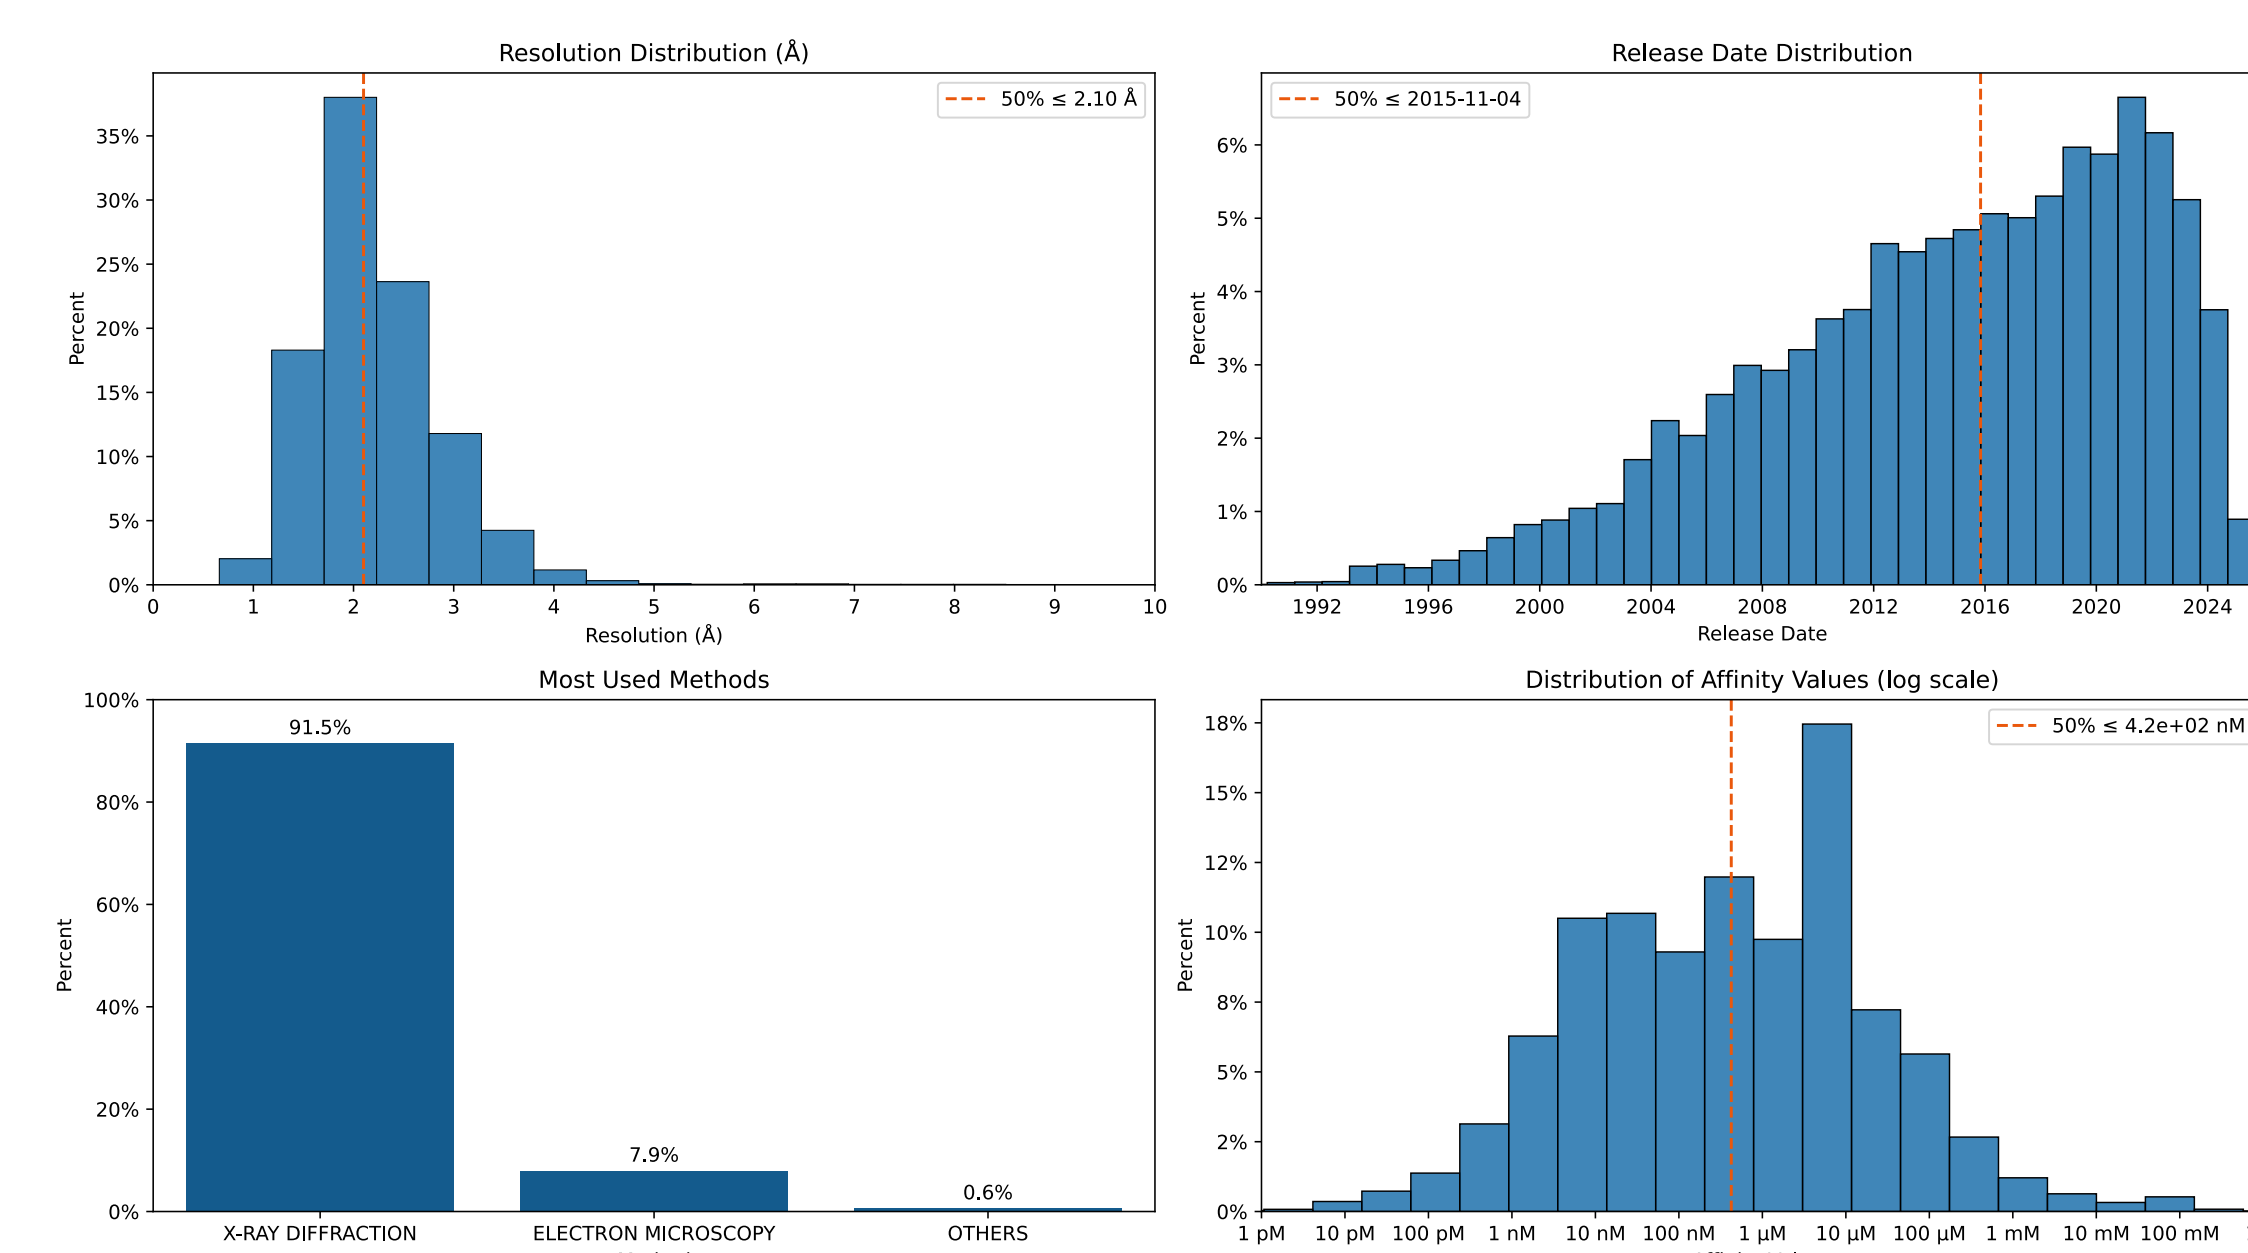 Resolution Distribution (Å)
50% ≤ 2.10 Å
Percent
35%
30%
25%
20%
15%
10%
5%
0%
0 1 2 3 4 5 6 7 8 9 10
Resolution (Å)
Release Date Distribution
50% ≤ 2015-11-04
Percent
6%
5%
4%
3%
2%
1%
0%
1992 1996 2000 2004 2008 2012 2016 2020 2024
Release Date
Most Used Methods
Percent
100%
80%
60%
40%
20%
0%
91.5%
7.9%
0.6%
X-RAY DIFFRACTION ELECTRON MICROSCOPY OTHERS
Distribution of Affinity Values (log scale)
50% ≤ 4.2e+02 nM
Percent
18%
15%
12%
10%
8%
5%
2%
0%
1 pM 10 pM 100 pM 1 nM 10 nM 100 nM 1 µM 10 µM 100 µM 1 mM 10 mM 100 mM